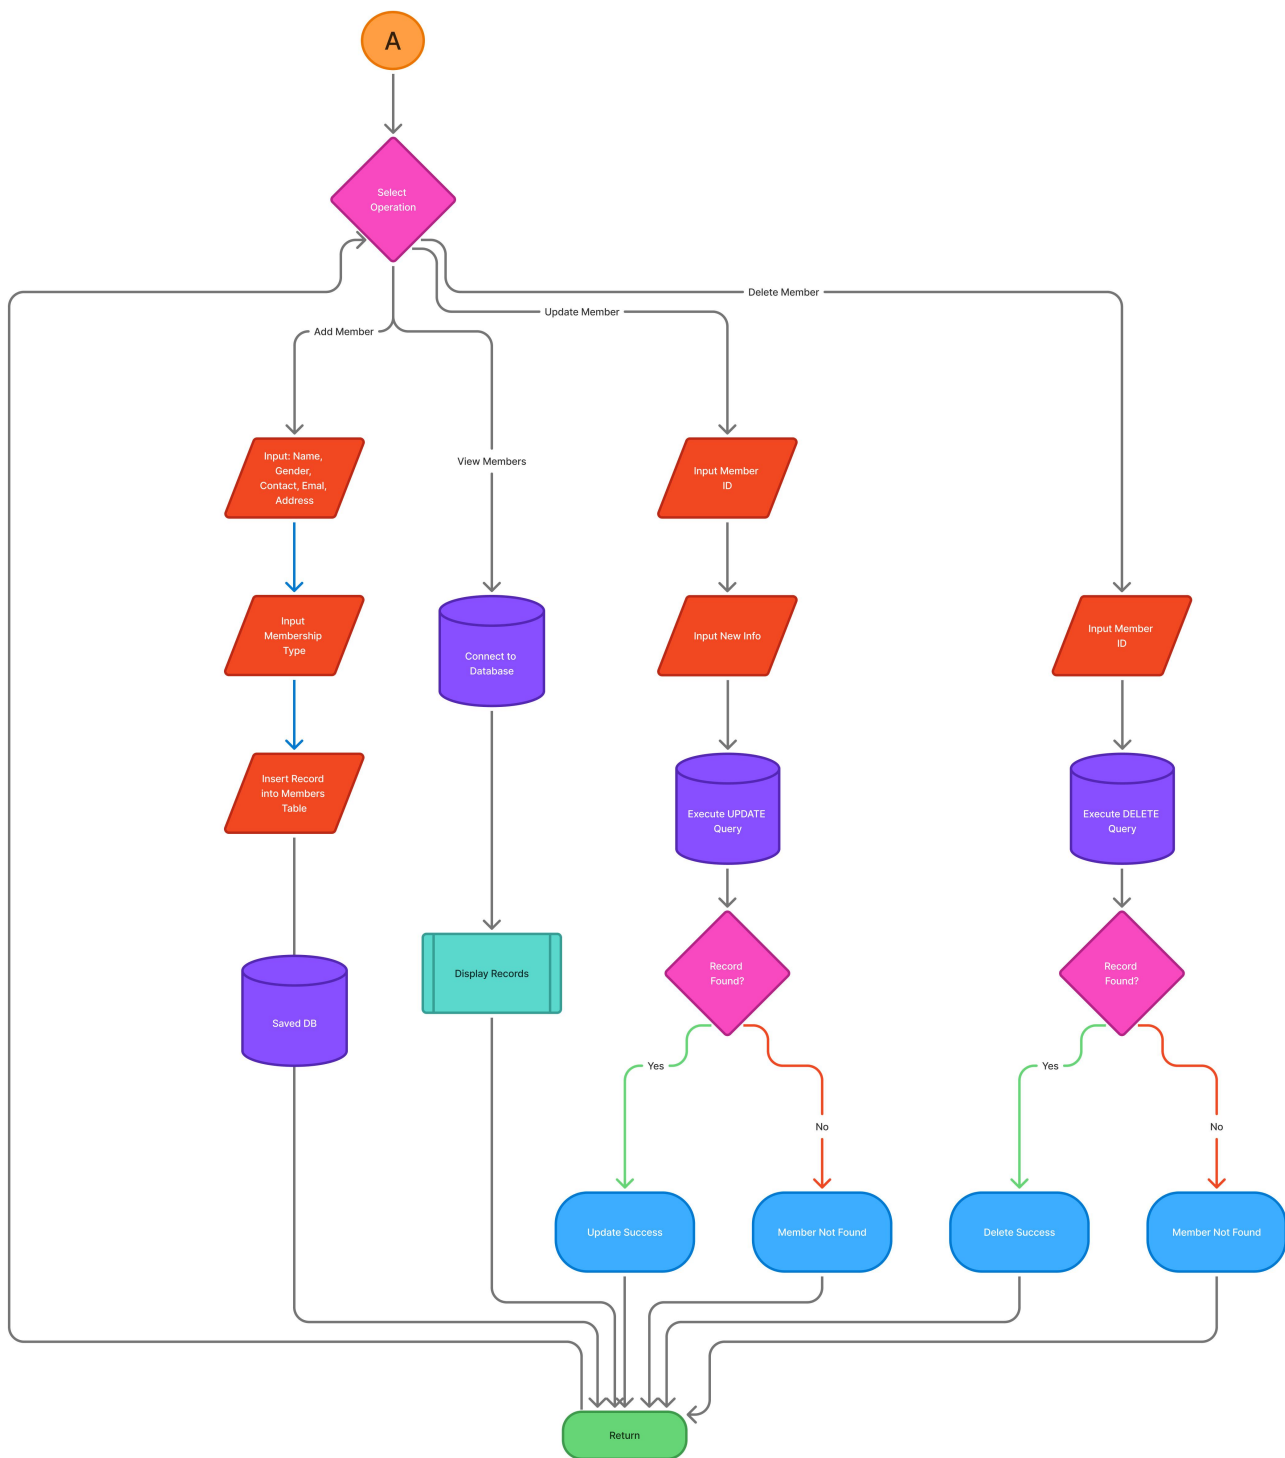 A
Select
Operation
Delete Member
Update Member
Add Member
Input: Name,
Gender,
Contact, Emal,
Address
View Members
Input Member
ID
Input
Membership
Type
Connect to
Database
Input New Info
Input Member
ID
Insert Record
into Members
Table
Execute UPDATE
Query
Execute DELETE
Query
Saved DB
Display Records
Record
Found?
Record
Found?
Yes
No
Yes
No
Update Success
Member Not Found
Delete Success
Member Not Found
Return